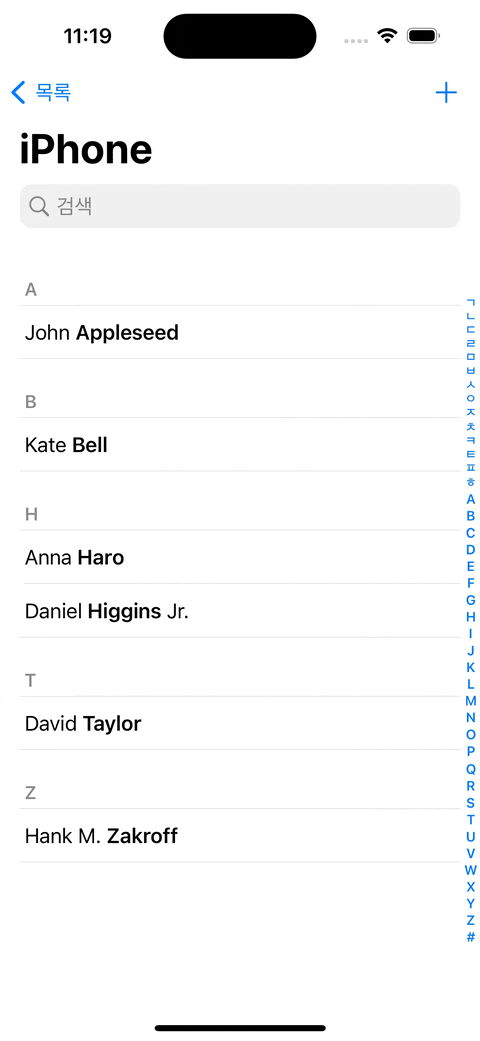 11:19
목록
iPhone
검색
A
John Appleseed
B
Kate Bell
H
Anna Haro
Daniel Higgins Jr.
T
David Taylor
Z
Hank M. Zakroff
ㄱ
ㄴ
ㄷ
ㄹ
ㅁ
ㅂ
ㅅ
ㅇ
ㅈ
ㅊ
ㅋ
ㅌ
ㅍ
ㅎ
A
B
C
D
E
F
G
H
I
J
K
L
M
N
O
P
Q
R
S
T
U
V
W
X
Y
Z
#